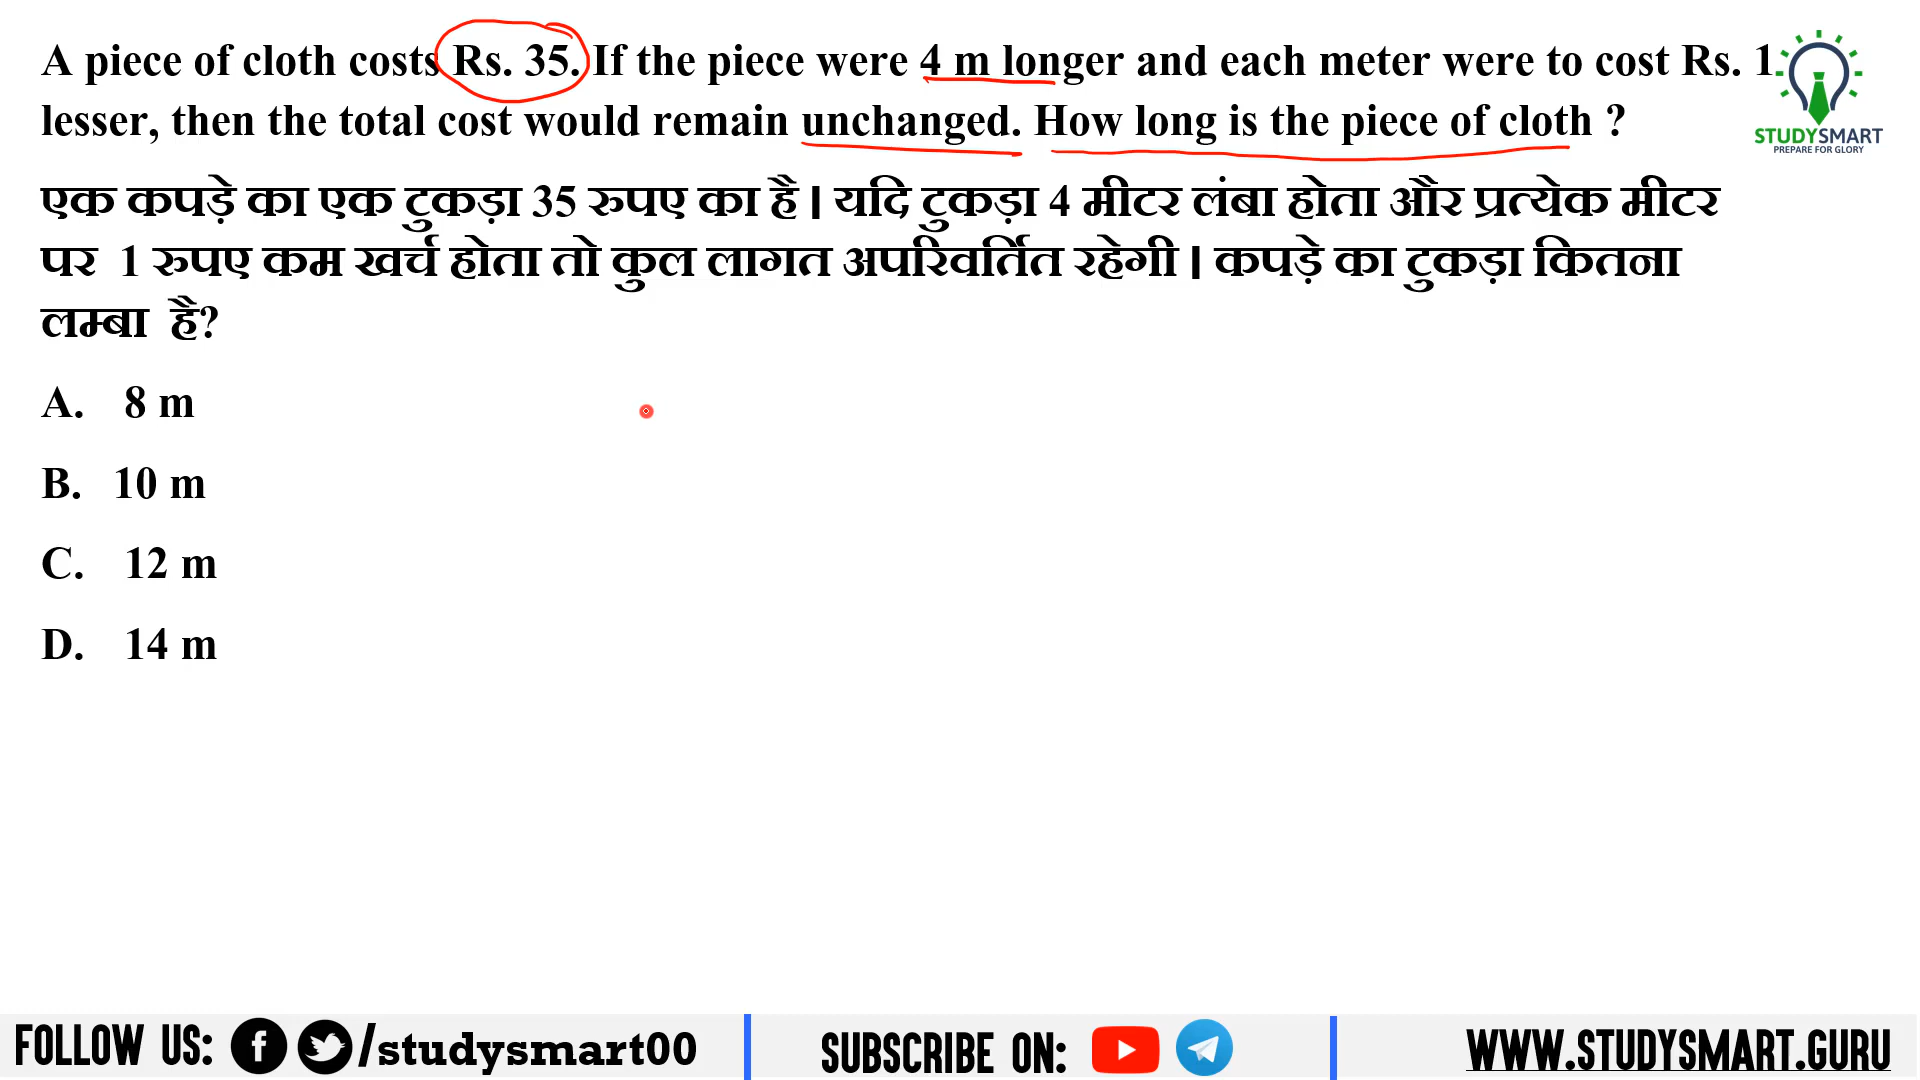 A piece of cloth costs Rs. 35. If the piece were 4 m longer and each meter were to cost Rs. 1
lesser, then the total cost would remain unchanged. How long is the piece of cloth ?
STUDYSMART
PREPARE FOR GLORY
एक कपड़े का एक टुकड़ा 35 रुपए का है। यदि टुकड़ा 4 मीटर लंबा होता और प्रत्येक मीटर
पर 1 रुपए कम खर्च होता तो कुल लागत अपरिवर्तित रहेगी। कपड़े का टुकड़ा कितना
लम्बा है?
A. 8 m
B. 10 m
C. 12 m
D. 14 m
FOLLOW US: /studysmart00 SUBSCRIBE ON: WWW.STUDYSMART.GURU